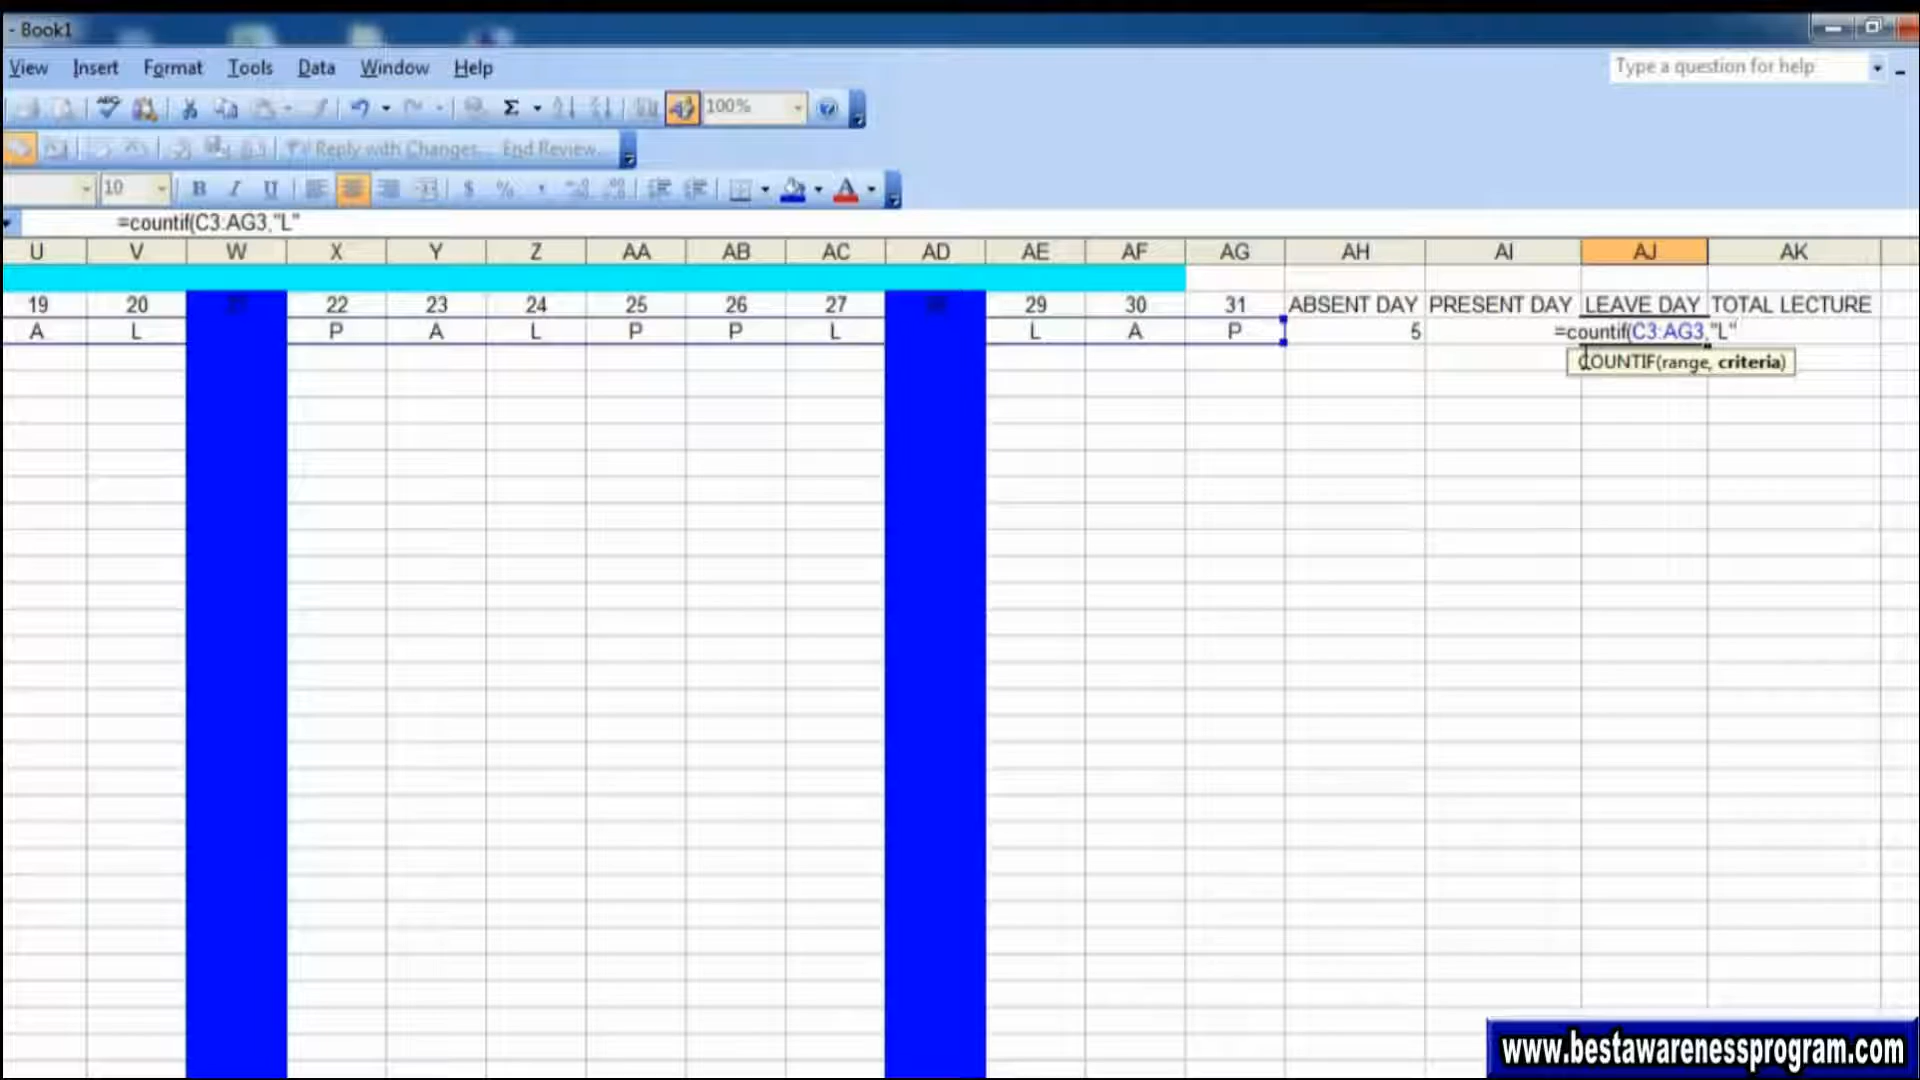 - Book1
View Insert Format Tools Data Window Help
Type a question for help
100%
Reply with Changes... End Review...
10 B I U $ % ,
=countif(C3:AG3,"L"
U V W X Y Z AA AB AC AD AE AF AG AH AI AJ AK
19 20 22 23 24 25 26 27 29 30 31 ABSENT DAY PRESENT DAY LEAVE DAY TOTAL LECTURE
A L P A L P P L L A P 5 =countif(C3:AG3,"L"
COUNTIF(range, criteria)
www.bestawarenessprogram.com